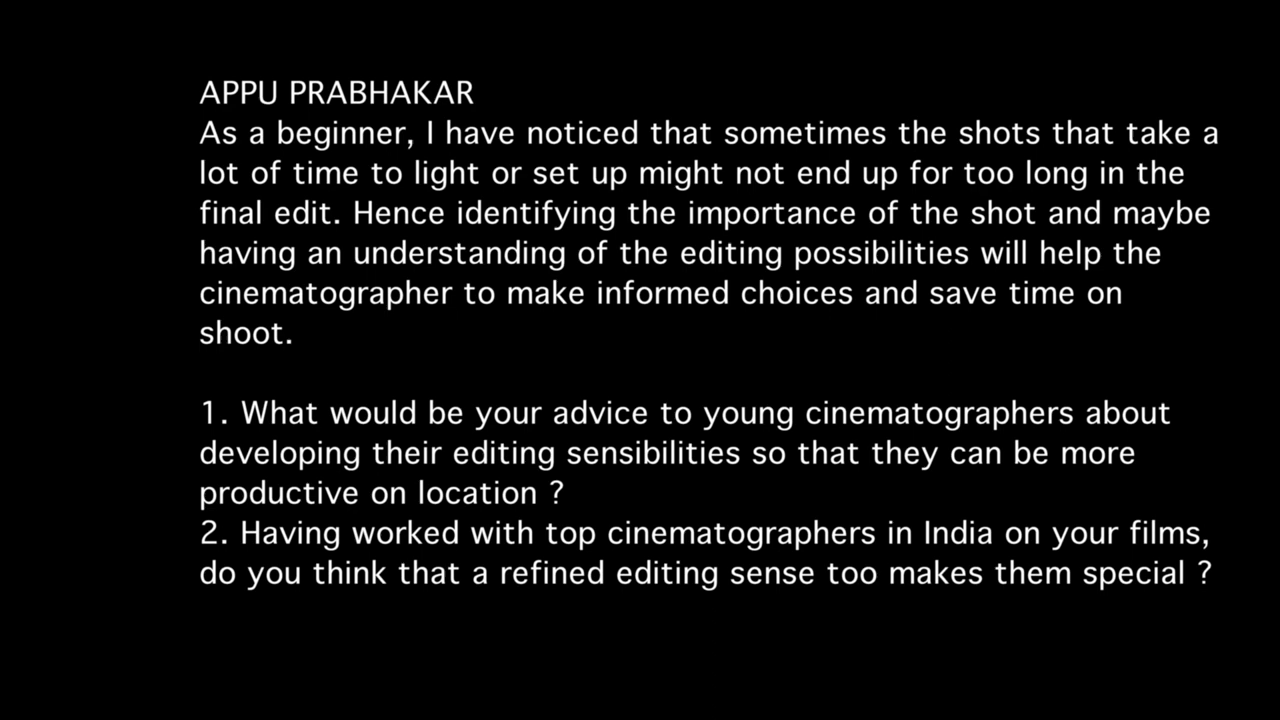 APPU PRABHAKAR
As a beginner, I have noticed that sometimes the shots that take a
lot of time to light or set up might not end up for too long in the
final edit. Hence identifying the importance of the shot and maybe
having an understanding of the editing possibilities will help the
cinematographer to make informed choices and save time on
shoot.
1. What would be your advice to young cinematographers about
developing their editing sensibilities so that they can be more
productive on location ?
2. Having worked with top cinematographers in India on your films,
do you think that a refined editing sense too makes them special ?